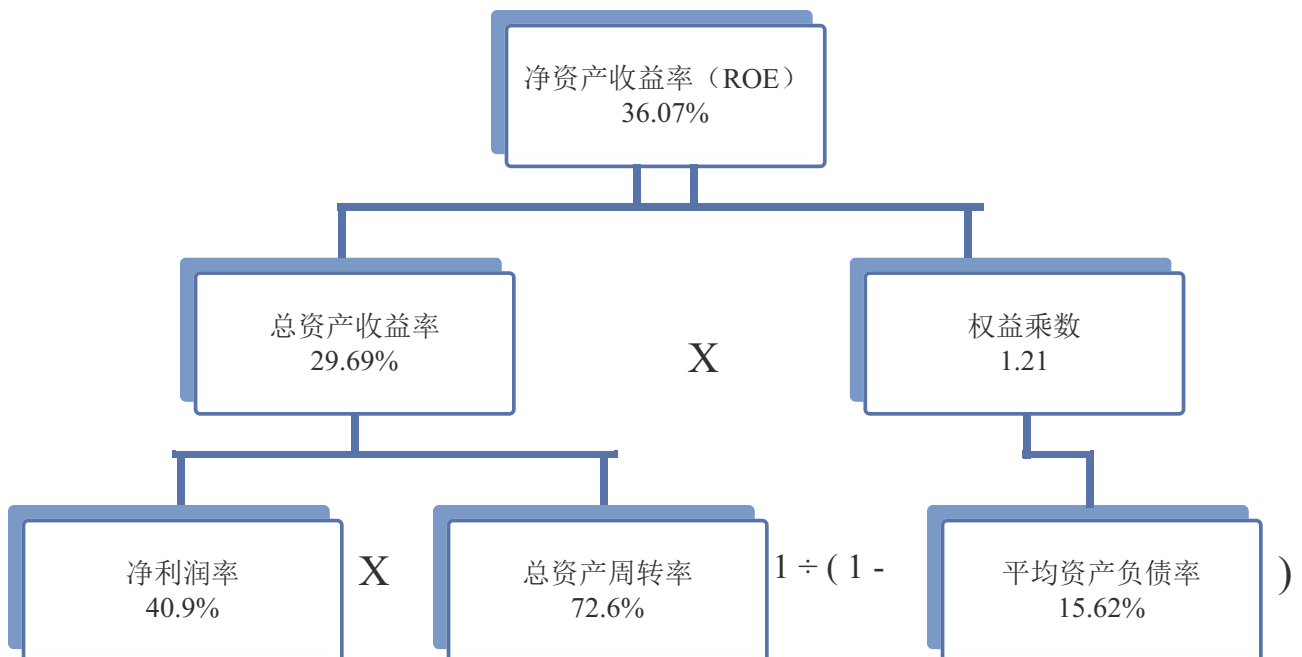 净资产收益率（ROE）
36.07%
总资产收益率
29.69%
X
权益乘数
1.21
净利润率
40.9%
X
总资产周转率
72.6%
1 ÷ ( 1 -
平均资产负债率
15.62%
)